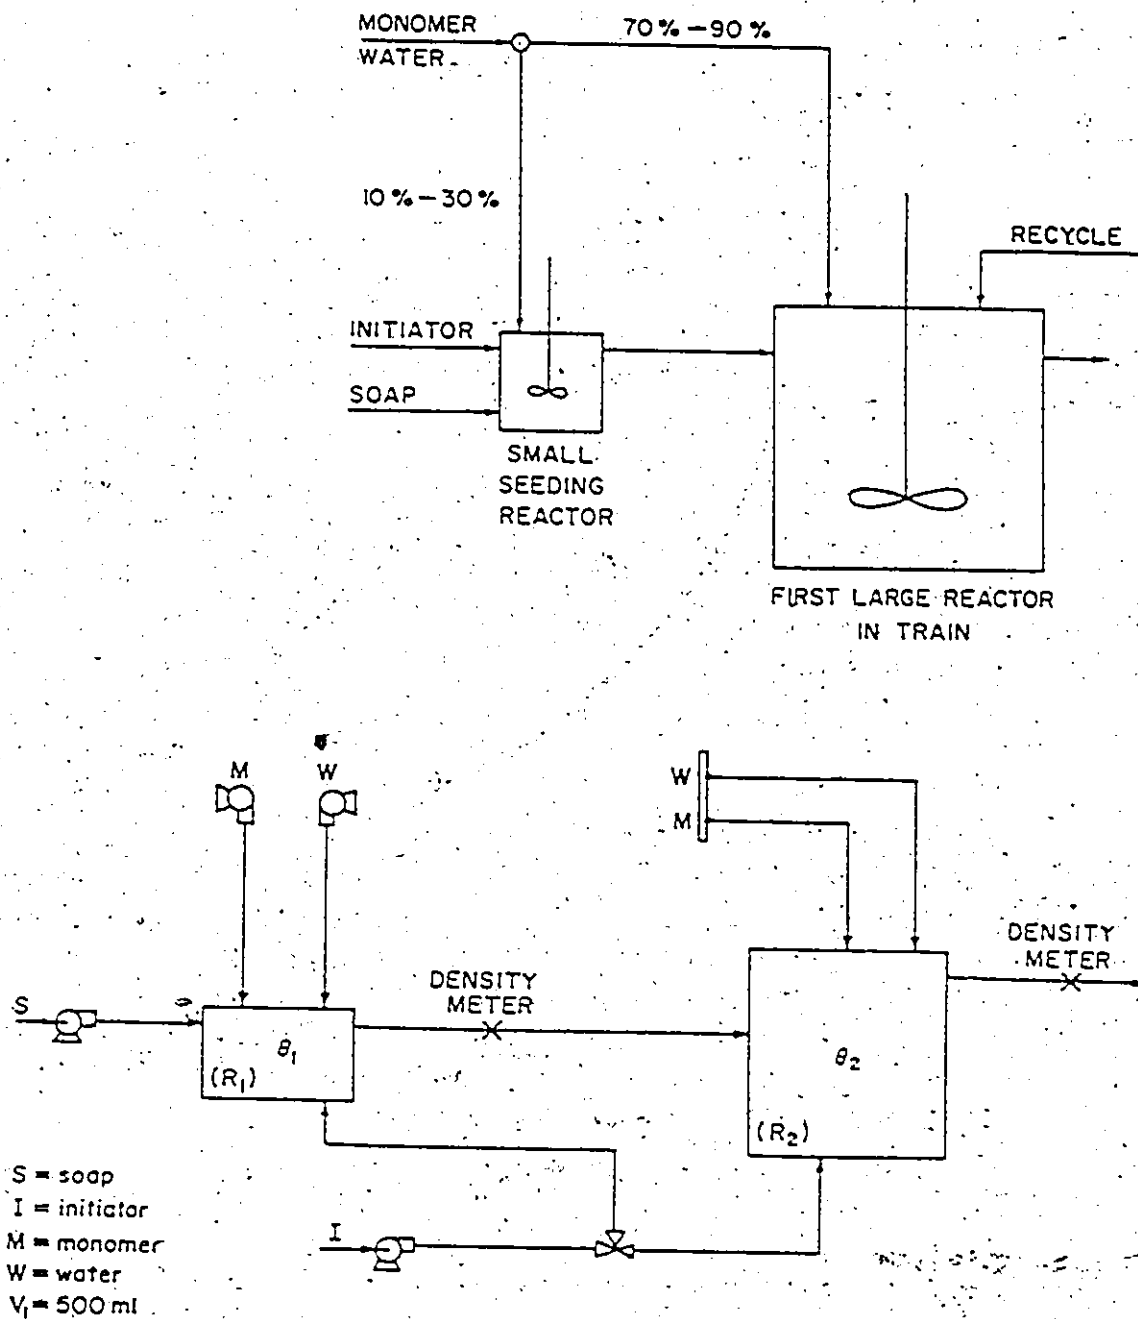 MONOMER
WATER
70%-90%
10%-30%
RECYCLE
INITIATOR
SOAP
SMALL
SEEDING
REACTOR
FIRST LARGE REACTOR
IN TRAIN
M
W
W
M
DENSITY
METER
DENSITY
METER
S
θ₁
(R₁)
θ₂
(R₂)
I
S = soap
I = initiator
M = monomer
W = water
V₁ = 500 ml